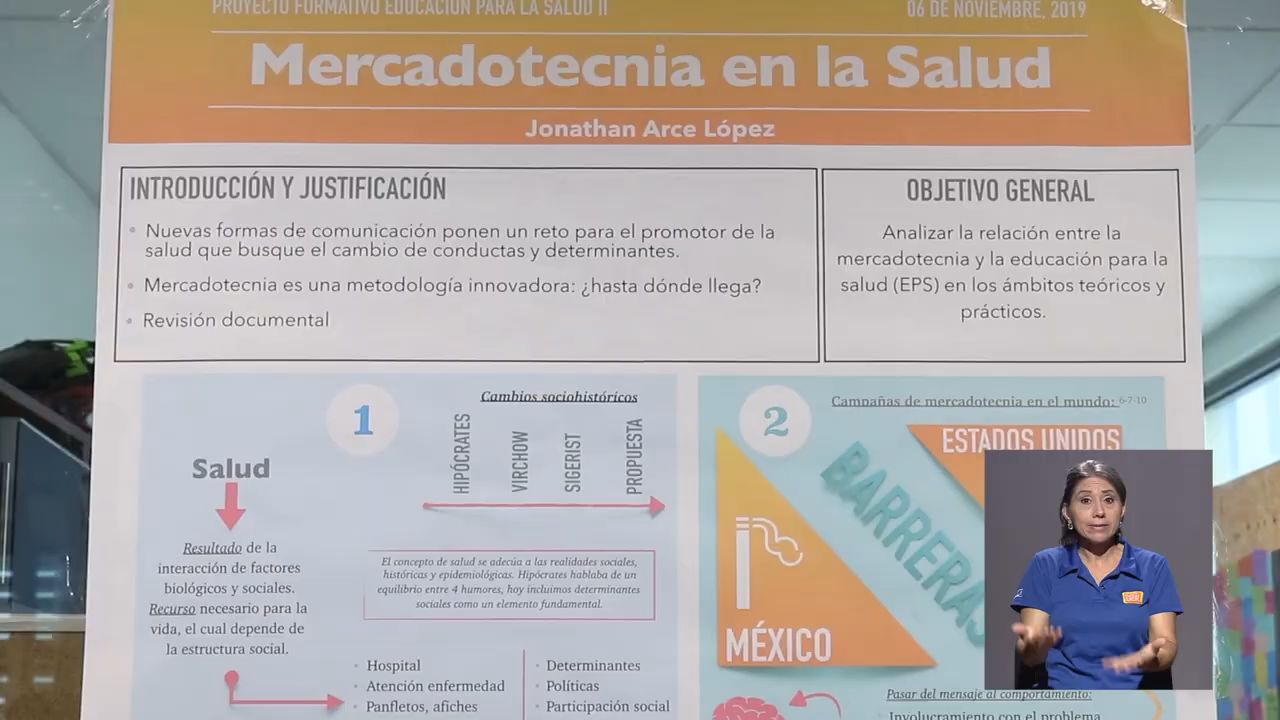 PROYECTO FORMATIVO EDUCACIÓN PARA LA SALUD II
06 DE NOVIEMBRE, 2019
Mercadotecnia en la Salud
Jonathan Arce López
INTRODUCCIÓN Y JUSTIFICACIÓN
Nuevas formas de comunicación ponen un reto para el promotor de la
salud que busque el cambio de conductas y determinantes.
Mercadotecnia es una metodología innovadora: ¿hasta dónde llega?
Revisión documental
OBJETIVO GENERAL
Analizar la relación entre la
mercadotecnia y la educación para la
salud (EPS) en los ámbitos teóricos y
prácticos.
1
Salud
Resultado de la
interacción de factores
biológicos y sociales.
Recurso necesario para la
vida, el cual depende de
la estructura social.
Cambios sociohistóricos
HIPÓCRATES
VIRCHOW
SIGERIST
PROPUESTA
El concepto de salud se adecúa a las realidades sociales,
históricas y epidemiológicas. Hipócrates hablaba de un
equilibrio entre 4 humores, hoy incluimos determinantes
sociales como un elemento fundamental.
Hospital
Atención enfermedad
Panfletos, afiches
Determinantes
Políticas
Participación social
2
Campañas de mercadotecnia en el mundo: 6-7-10
ESTADOS UNIDOS
BARRERAS
MÉXICO
Pasar del mensaje al comportamiento:
Involucramiento con el problema